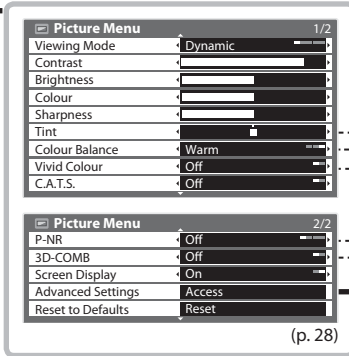 Picture Menu 1/2
Viewing Mode Dynamic
Contrast
Brightness
Colour
Sharpness
Tint
Colour Balance Warm
Vivid Colour Off
C.A.T.S. Off
Picture Menu 2/2
P-NR Off
3D-COMB Off
Screen Display On
Advanced Settings Access
Reset to Defaults Reset
(p. 28)